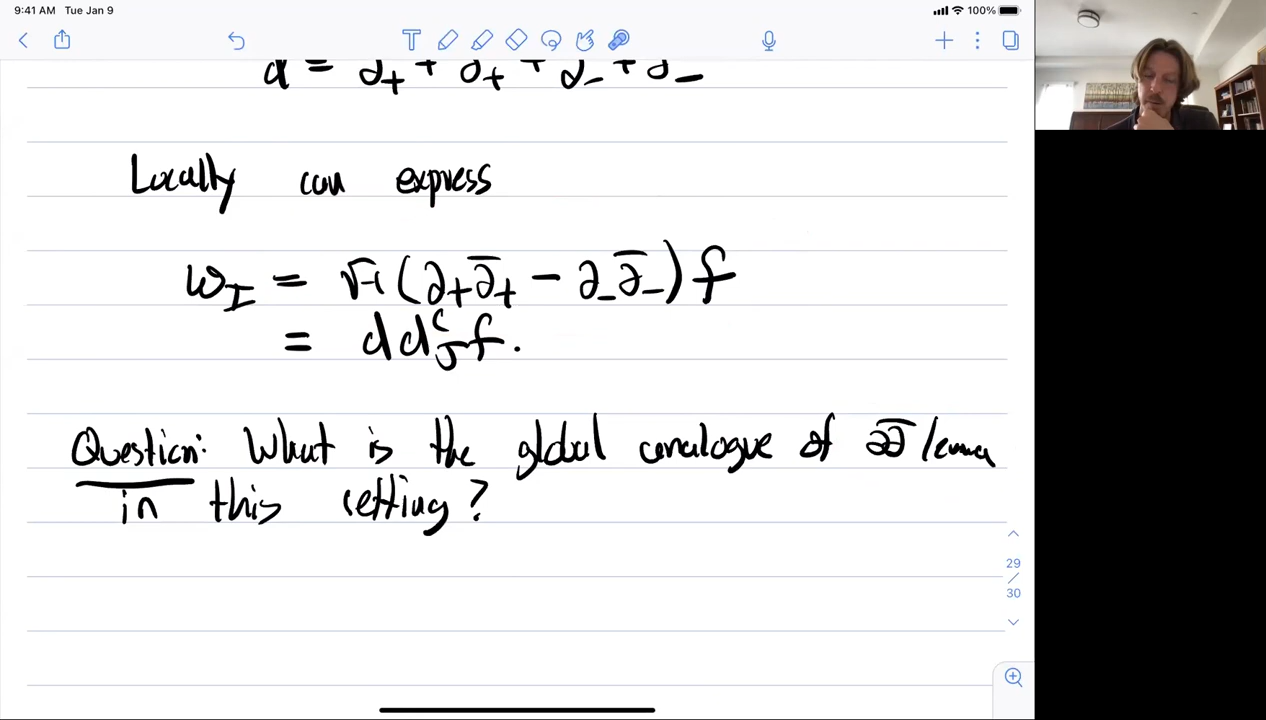 9:41 AM Tue Jan 9
100%
d = ∂₊ + ∂̅₊ + ∂₋ + ∂̅₋
Locally can express
ω_I = √-1 (∂₊∂̅₊ - ∂₋∂̅₋) f
= dd^c_J f.
Question: What is the global analogue of ∂∂̅ lemma
in this setting?
29
/
30